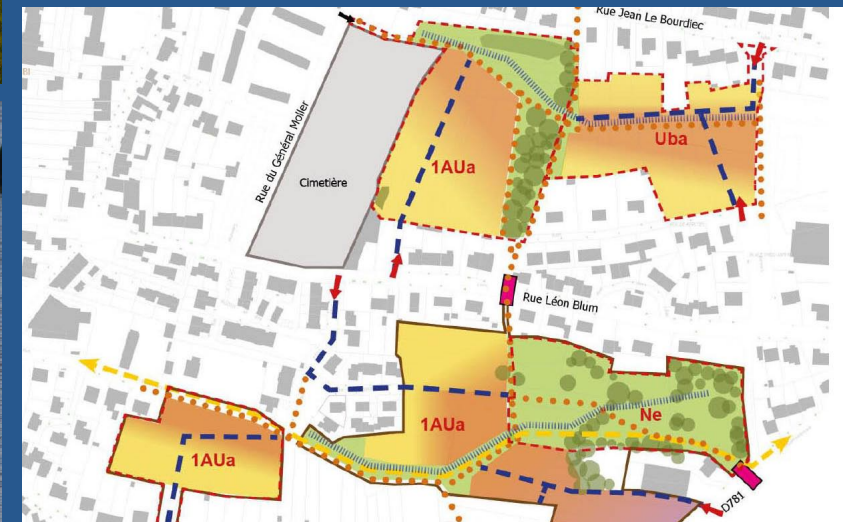 Rue Jean Le Bourdiec
Rue du Général Moller
Cimetière
1AUa
Uba
Rue Léon Blum
1AUa
Ne
1AUa
D781